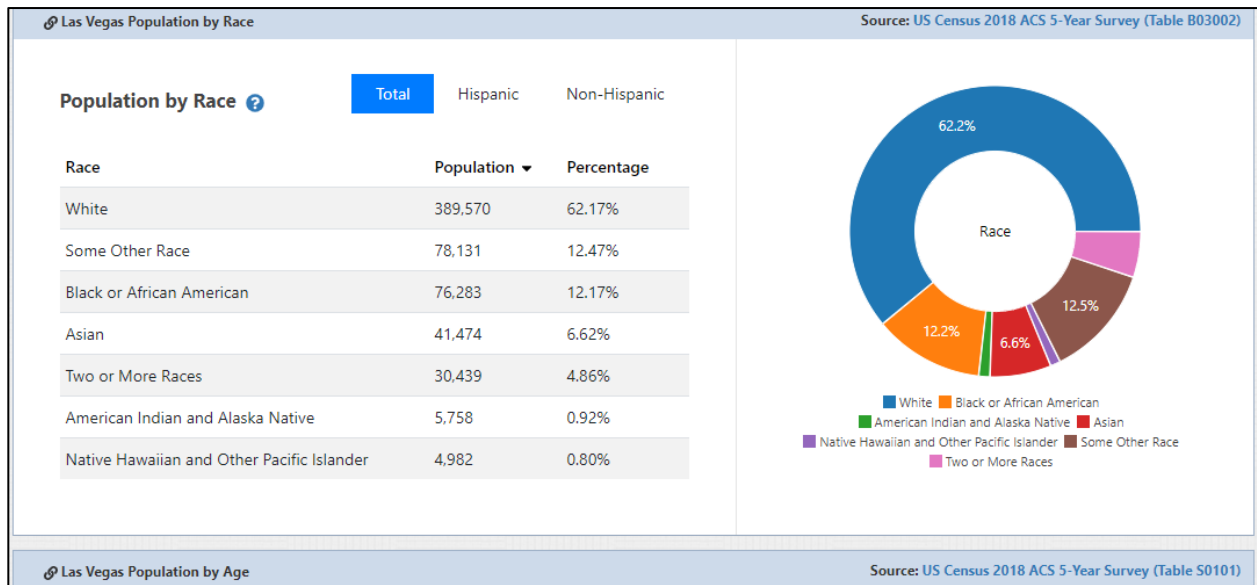 Las Vegas Population by Race Source: US Census 2018 ACS 5-Year Survey (Table B03002)
Population by Race ? Total Hispanic Non-Hispanic
Race Population Percentage
White 389,570 62.17%
Some Other Race 78,131 12.47%
Black or African American 76,283 12.17%
Asian 41,474 6.62%
Two or More Races 30,439 4.86%
American Indian and Alaska Native 5,758 0.92%
Native Hawaiian and Other Pacific Islander 4,982 0.80%
62.2%
Race
12.5%
12.2%
6.6%
White Black or African American
American Indian and Alaska Native Asian
Native Hawaiian and Other Pacific Islander Some Other Race
Two or More Races
Las Vegas Population by Age Source: US Census 2018 ACS 5-Year Survey (Table S0101)